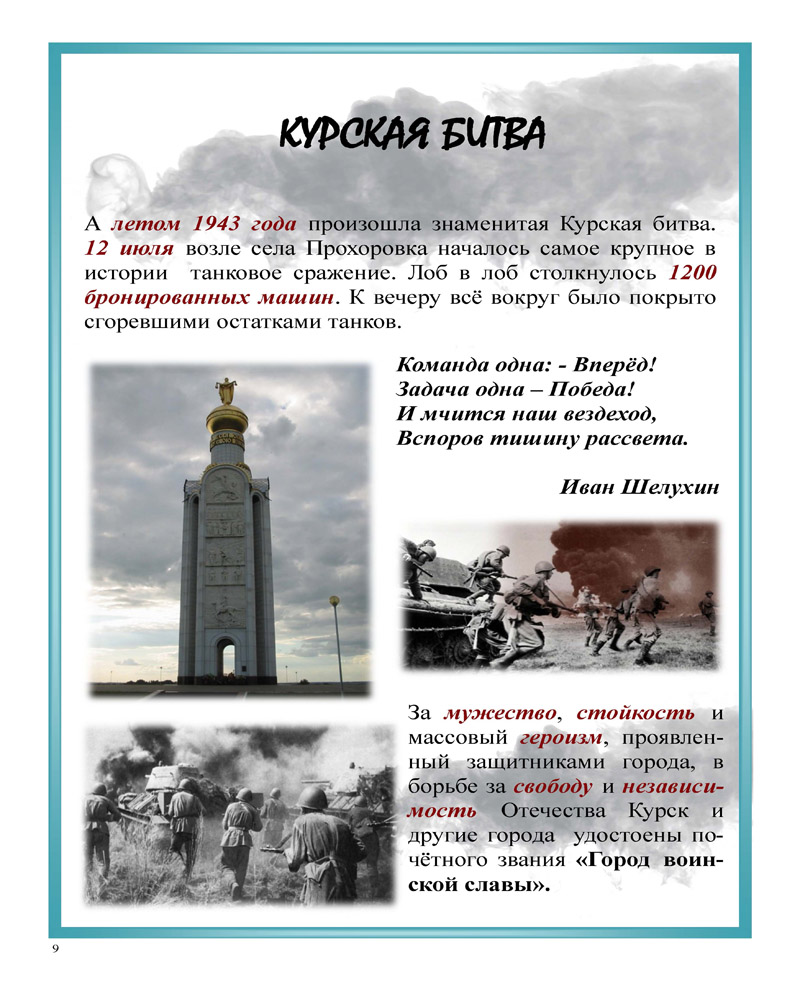 КУРСКАЯ БИТВА
А летом 1943 года произошла знаменитая Курская битва.
12 июля возле села Прохоровка началось самое крупное в
истории танковое сражение. Лоб в лоб столкнулось 1200
бронированных машин. К вечеру всё вокруг было покрыто
сгоревшими остатками танков.
Команда одна: - Вперёд!
Задача одна – Победа!
И мчится наш вездеход,
Вспоров тишину рассвета.
Иван Шелухин
За мужество, стойкость и
массовый героизм, проявлен-
ный защитниками города, в
борьбе за свободу и независи-
мость Отечества Курск и
другие города удостоены по-
чётного звания «Город воин-
ской славы».
9